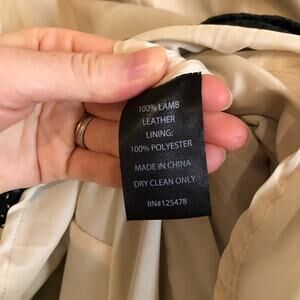 100% LAMB
LEATHER
LINING:
100% POLYESTER
MADE IN CHINA
DRY CLEAN ONLY
RN#125478